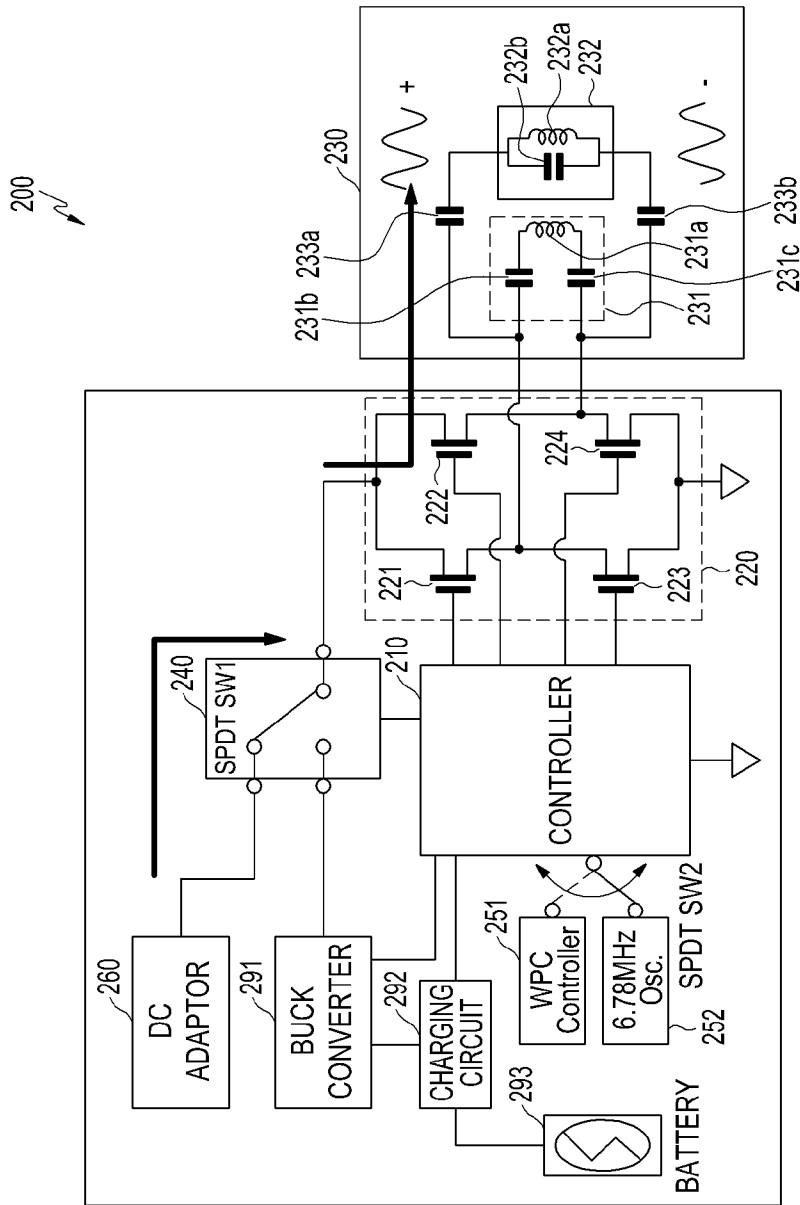 200
260
DC
ADAPTOR
291
BUCK
CONVERTER
292
CHARGING
CIRCUIT
293
BATTERY
240
SPDT SW1
210
CONTROLLER
251
WPC
Controller
6.78MHz
Osc.
252
SPDT SW2
221
222
223
224
220
230
233a
231b
232b
232a
232
231a
231c
231
233b
+
-